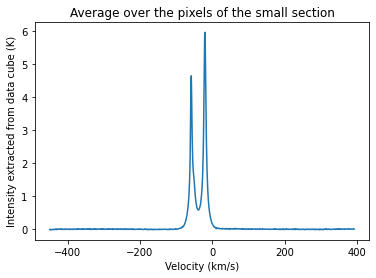 Average over the pixels of the small section
Intensity extracted from data cube (K)
6
5
4
3
2
1
0
−400 −200 0 200 400
Velocity (km/s)